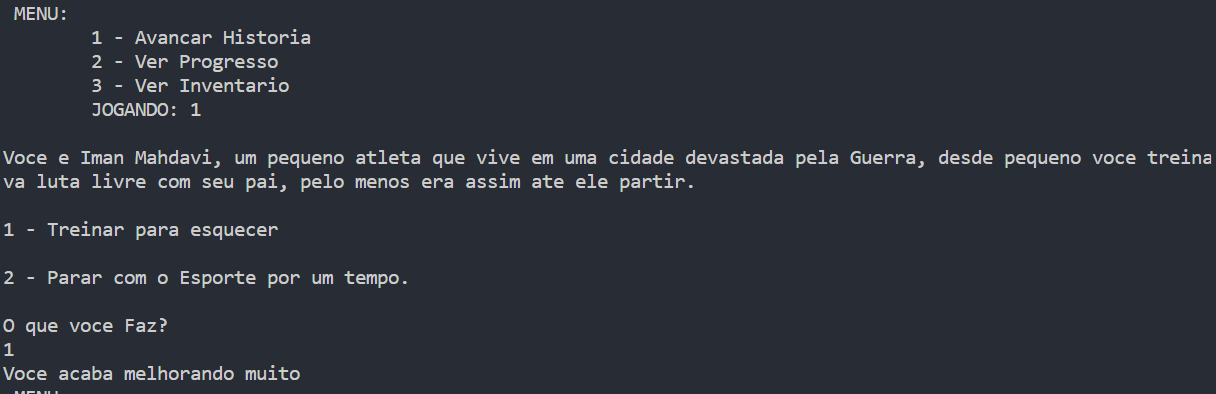 MENU:
1 - Avancar Historia
2 - Ver Progresso
3 - Ver Inventario
JOGANDO: 1
Voce e Iman Mahdavi, um pequeno atleta que vive em uma cidade devastada pela Guerra, desde pequeno voce treina
va luta livre com seu pai, pelo menos era assim ate ele partir.
1 - Treinar para esquecer
2 - Parar com o Esporte por um tempo.
O que voce Faz?
1
Voce acaba melhorando muito
MENU